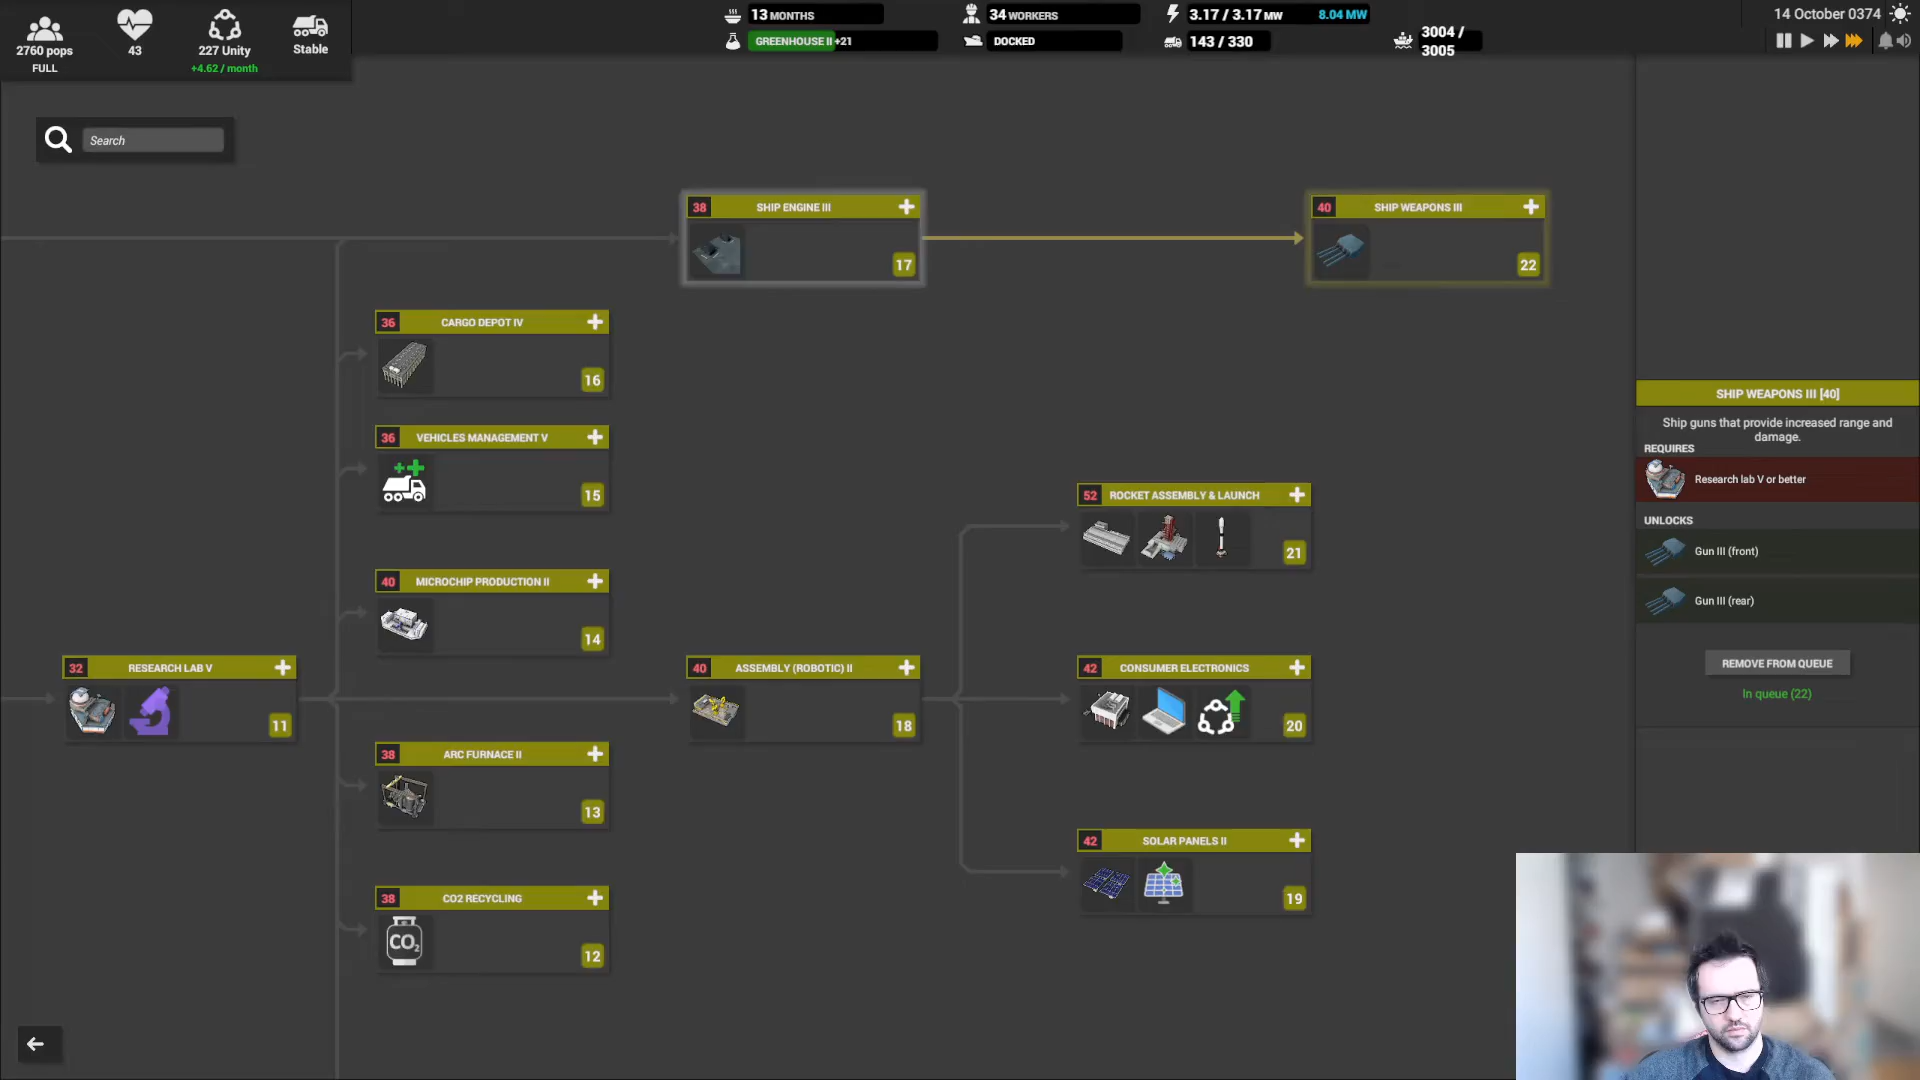 2760 pops
FULL
43
227 Unity
+4.62 / month
Stable
13 MONTHS
GREENHOUSE II +21
34 WORKERS
DOCKED
3.17 / 3.17 MW
8.04 MW
143 / 330
3004 /
3005
14 October 0374
Search
38 SHIP ENGINE III
17
40 SHIP WEAPONS III
22
36 CARGO DEPOT IV
16
36 VEHICLES MANAGEMENT V
15
40 MICROCHIP PRODUCTION II
14
32 RESEARCH LAB V
11
38 ARC FURNACE II
13
38 CO2 RECYCLING
CO2
12
40 ASSEMBLY (ROBOTIC) II
18
52 ROCKET ASSEMBLY & LAUNCH
21
42 CONSUMER ELECTRONICS
20
42 SOLAR PANELS II
19
SHIP WEAPONS III [40]
Ship guns that provide increased range and
damage.
REQUIRES
Research lab V or better
UNLOCKS
Gun III (front)
Gun III (rear)
REMOVE FROM QUEUE
In queue (22)